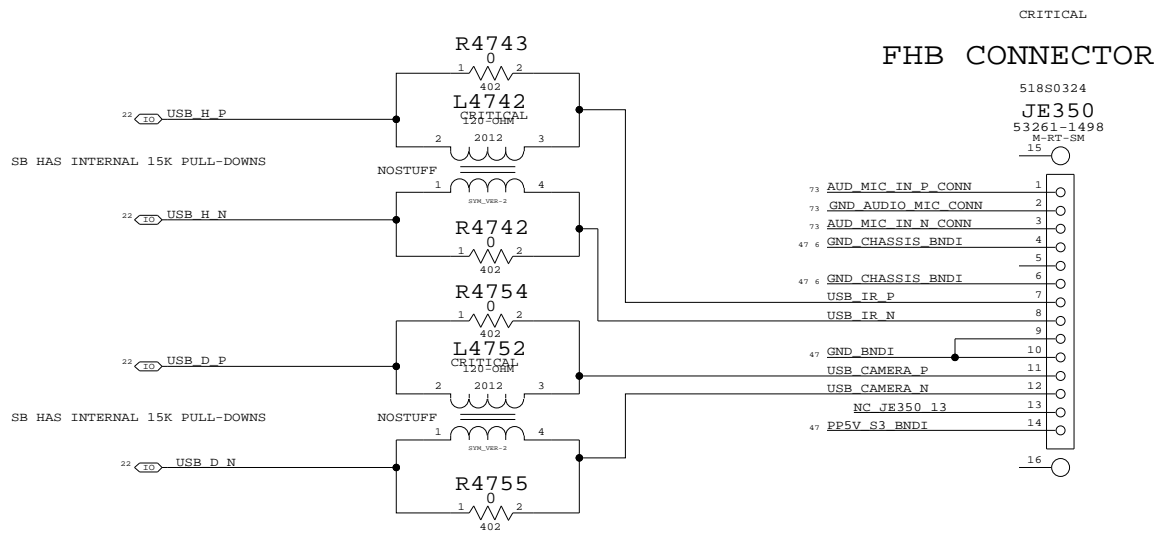 CRITICAL
FHB CONNECTOR
518S0324
JE350
53261-1498
M-RT-SM
15
R4743
0
1 2
402
L4742
CRITICAL
120-OHM
2 2012 3
22 IO USB_H_P
SB HAS INTERNAL 15K PULL-DOWNS
NOSTUFF
1 4
SYM_VER-2
22 IO USB_H_N
R4742
0
1 2
402
R4754
0
1 2
402
L4752
CRITICAL
120-OHM
2 2012 3
22 IO USB_D_P
SB HAS INTERNAL 15K PULL-DOWNS
NOSTUFF
1 4
SYM_VER-2
22 IO USB_D_N
R4755
0
1 2
402
73 AUD_MIC_IN_P_CONN 1
73 GND_AUDIO_MIC_CONN 2
73 AUD_MIC_IN_N_CONN 3
47 6 GND_CHASSIS_BNDI 4
5
47 6 GND_CHASSIS_BNDI 6
USB_IR_P 7
USB_IR_N 8
9
47 GND_BNDI 10
USB_CAMERA_P 11
USB_CAMERA_N 12
NC_JE350_13 13
47 PP5V_S3_BNDI 14
16